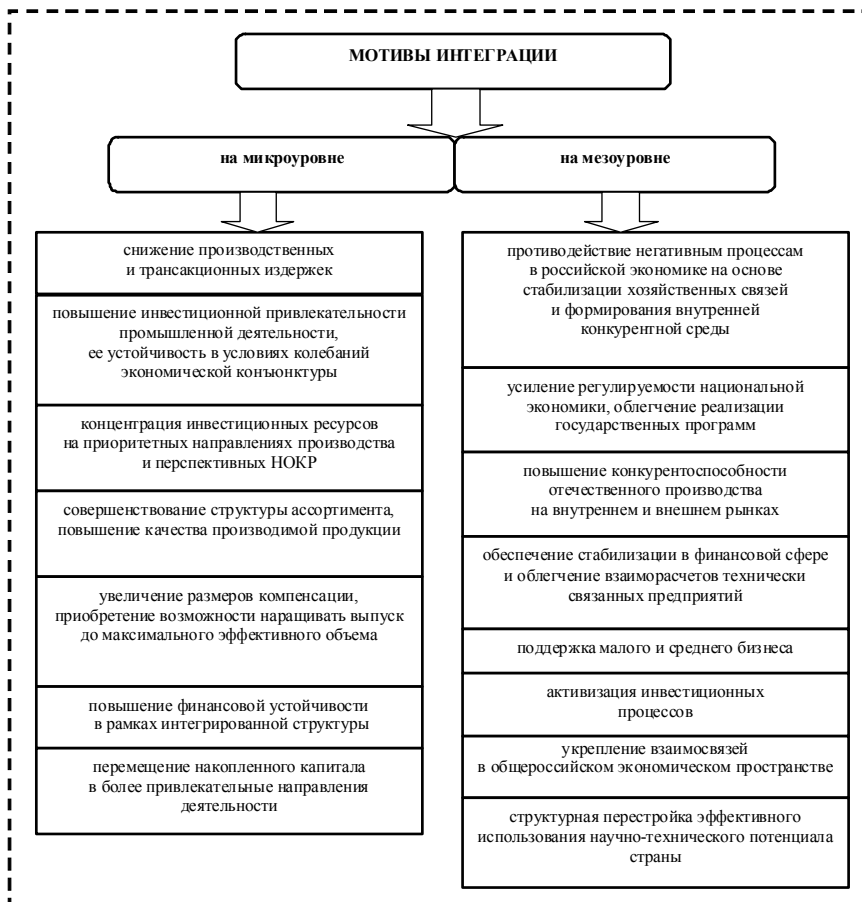 МОТИВЫ ИНТЕГРАЦИИ
на микроуровне
на мезоуровне
снижение производственных
и трансакционных издержек
повышение инвестиционной привлекательности
промышленной деятельности,
ее устойчивость в условиях колебаний
экономической конъюнктуры
концентрация инвестиционных ресурсов
на приоритетных направлениях производства
и перспективных НОКР
совершенствование структуры ассортимента,
повышение качества производимой продукции
увеличение размеров компенсации,
приобретение возможности наращивать выпуск
до максимального эффективного объема
повышение финансовой устойчивости
в рамках интегрированной структуры
перемещение накопленного капитала
в более привлекательные направления
деятельности
противодействие негативным процессам
в российской экономике на основе
стабилизации хозяйственных связей
и формирования внутренней
конкурентной среды
усиление регулируемости национальной
экономики, облегчение реализации
государственных программ
повышение конкурентоспособности
отечественного производства
на внутреннем и внешнем рынках
обеспечение стабилизации в финансовой сфере
и облегчение взаиморасчетов технически
связанных предприятий
поддержка малого и среднего бизнеса
активизация инвестиционных
процессов
укрепление взаимосвязей
в общероссийском экономическом пространстве
структурная перестройка эффективного
использования научно-технического потенциала
страны